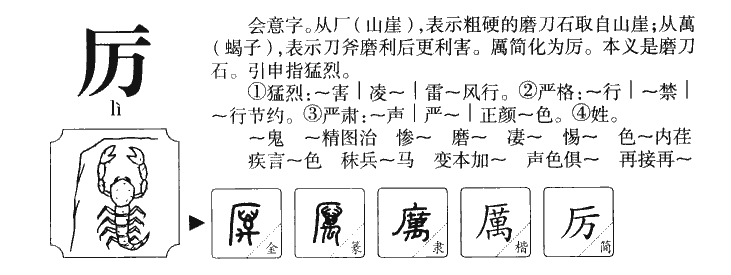 厉
lì
会意字。从厂（山崖），表示粗硬的磨刀石取自山崖；从萬
（蝎子），表示刀斧磨利后更利害。厲简化为厉。本义是磨刀
石。引申指猛烈。
①猛烈：～害｜凌～｜雷～风行。②严格：～行｜～禁｜
～行节约。③严肃：～声｜严～｜正颜～色。④姓。
～鬼 ～精图治 惨～ 磨～ 凄～ 惕～ 色～内荏
疾言～色 秣兵～马 变本加～ 声色俱～ 再接再～
厲 金
厲 篆
厲 隶
厲 楷
厉 简